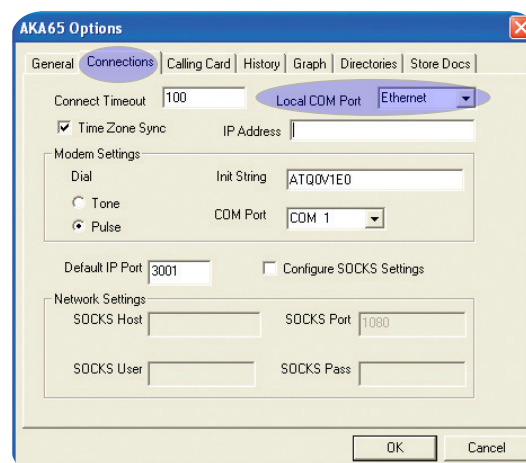 AKA65 Options
General Connections Calling Card History Graph Directories Store Docs
Connect Timeout 100 Local COM Port Ethernet
Time Zone Sync IP Address
Modem Settings
Dial Init String ATQ0V1E0
Tone
COM Port COM 1
Pulse
Default IP Port 3001 Configure SOCKS Settings
Network Settings
SOCKS Host SOCKS Port 1080
SOCKS User SOCKS Pass
OK Cancel